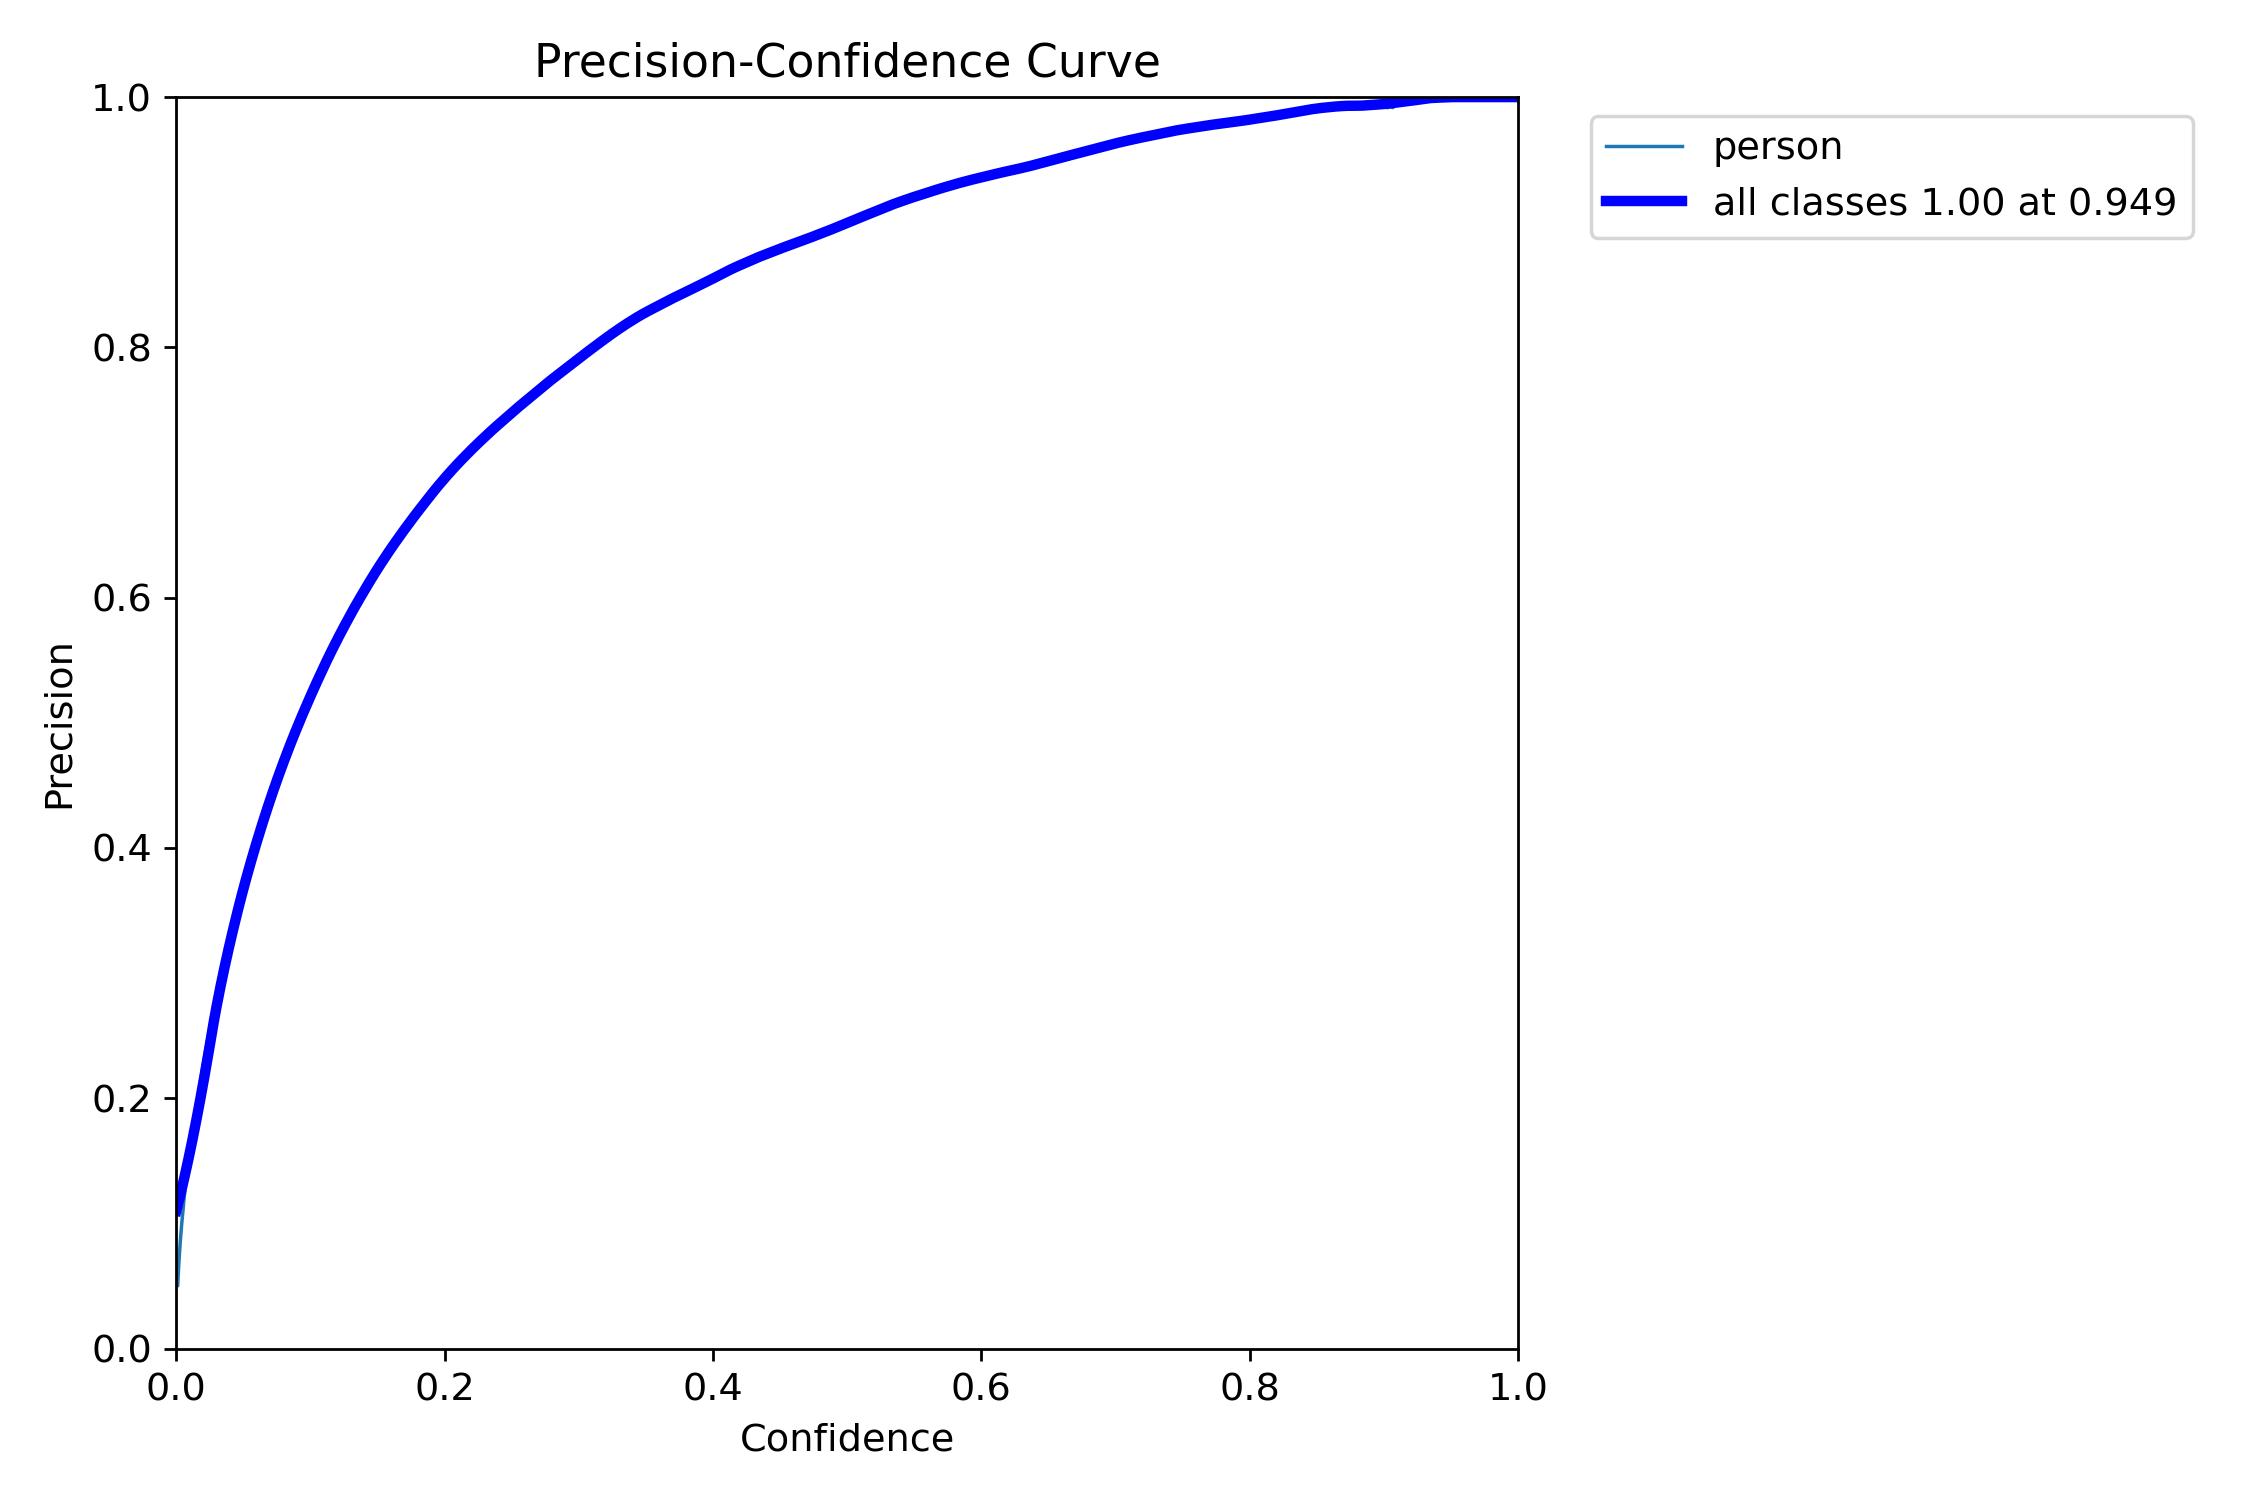 Precision-Confidence Curve
1.0
0.8
0.6
0.4
0.2
0.0
Precision
0.0 0.2 0.4 0.6 0.8 1.0
Confidence
person
all classes 1.00 at 0.949